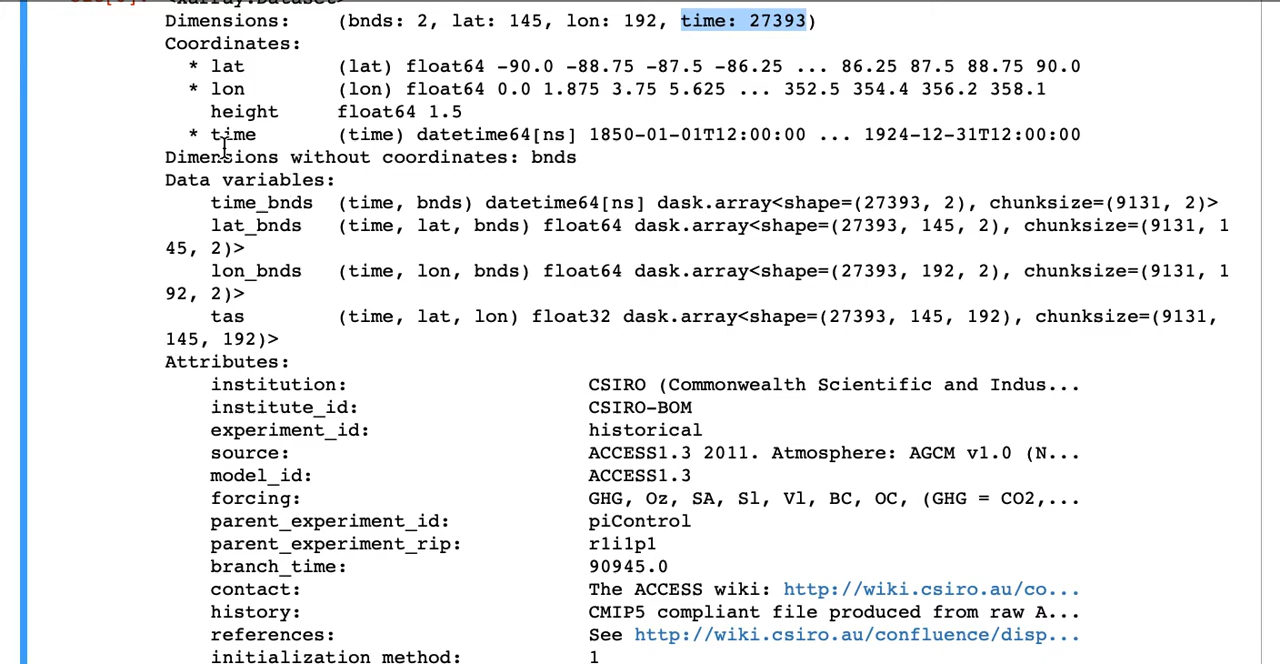 <xarray.Dataset>
Dimensions:    (bnds: 2, lat: 145, lon: 192, time: 27393)
Coordinates:
  * lat        (lat) float64 -90.0 -88.75 -87.5 -86.25 ... 86.25 87.5 88.75 90.0
  * lon        (lon) float64 0.0 1.875 3.75 5.625 ... 352.5 354.4 356.2 358.1
    height     float64 1.5
  * time       (time) datetime64[ns] 1850-01-01T12:00:00 ... 1924-12-31T12:00:00
Dimensions without coordinates: bnds
Data variables:
    time_bnds  (time, bnds) datetime64[ns] dask.array<shape=(27393, 2), chunksize=(9131, 2)>
    lat_bnds   (time, lat, bnds) float64 dask.array<shape=(27393, 145, 2), chunksize=(9131, 1
45, 2)>
    lon_bnds   (time, lon, bnds) float64 dask.array<shape=(27393, 192, 2), chunksize=(9131, 1
92, 2)>
    tas        (time, lat, lon) float32 dask.array<shape=(27393, 145, 192), chunksize=(9131,
145, 192)>
Attributes:
    institution:                     CSIRO (Commonwealth Scientific and Indus...
    institute_id:                    CSIRO-BOM
    experiment_id:                   historical
    source:                          ACCESS1.3 2011. Atmosphere: AGCM v1.0 (N...
    model_id:                        ACCESS1.3
    forcing:                         GHG, Oz, SA, Sl, Vl, BC, OC, (GHG = CO2,...
    parent_experiment_id:            piControl
    parent_experiment_rip:           r1i1p1
    branch_time:                     90945.0
    contact:                         The ACCESS wiki: http://wiki.csiro.au/co...
    history:                         CMIP5 compliant file produced from raw A...
    references:                      See http://wiki.csiro.au/confluence/disp...
    initialization_method:           1